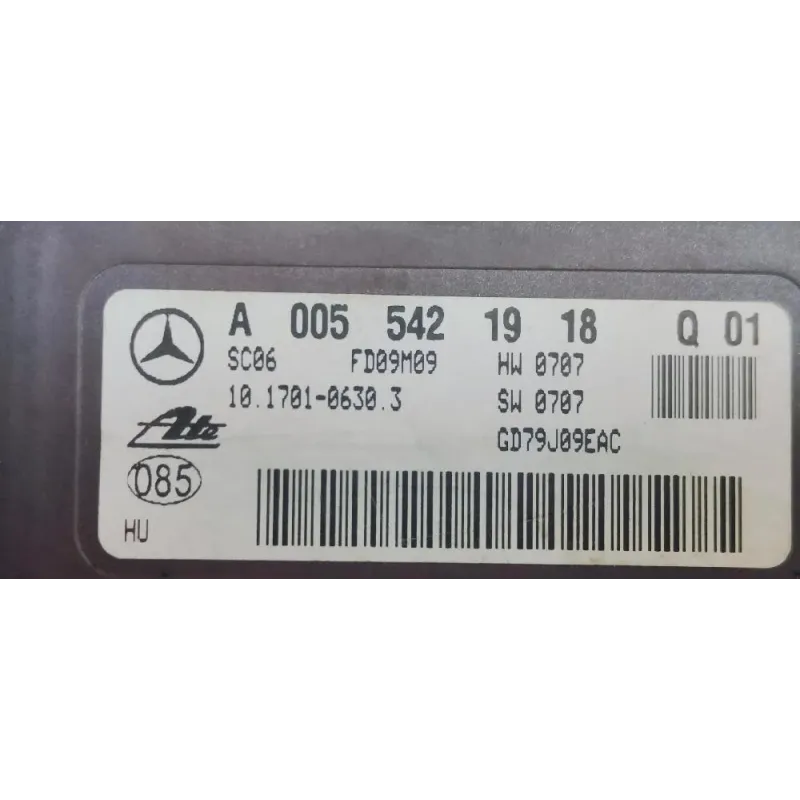 A 005 542 19 18 Q 01
SC06 FD09M09 HW 0707
10.1701-0630.3 SW 0707
Ate GD79J09EAC
085
HU